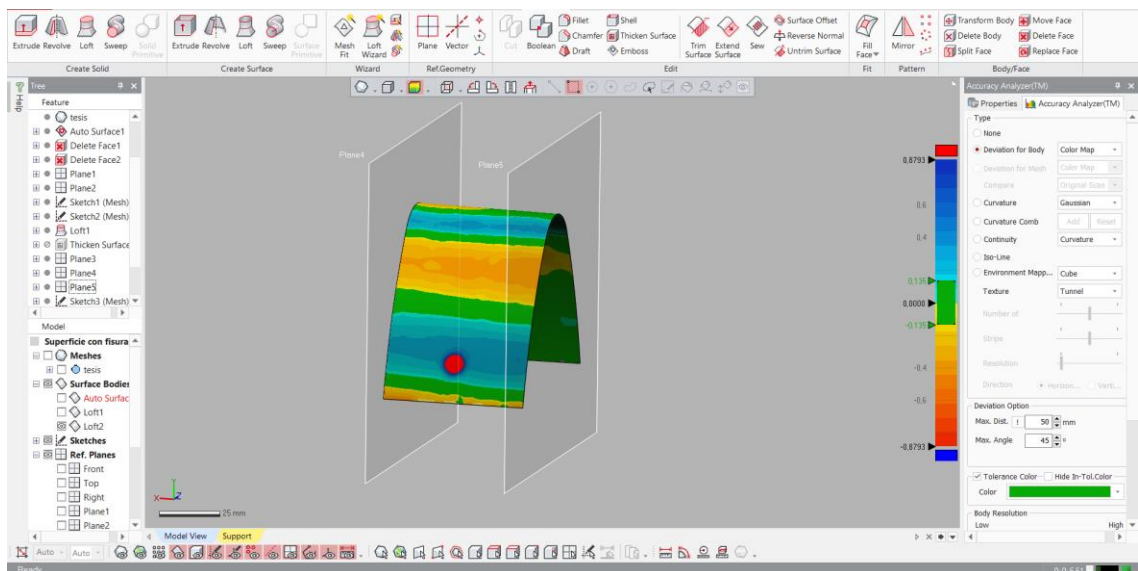 Extrude Revolve Loft Sweep Solid Primitive
Create Solid
Extrude Revolve Loft Sweep Surface Primitive
Create Surface
Mesh Fit Loft Wizard
Wizard
Plane Vector
Ref.Geometry
Cut Boolean Fillet Shell
Chamfer Thicken Surface
Draft Emboss
Trim Surface Extend Surface Sew
Surface Offset
Reverse Normal
Untrim Surface
Edit
Fill Face
Fit
Mirror
Pattern
Transform Body Move Face
Delete Body Delete Face
Split Face Replace Face
Body/Face
Help
Tree
Feature
tesis
Auto Surface1
Delete Face1
Delete Face2
Plane1
Plane2
Sketch1 (Mesh)
Sketch2 (Mesh)
Loft1
Thicken Surface
Plane3
Plane4
Plane5
Sketch3 (Mesh)
Model
Superficie con fisura
Meshes
tesis
Surface Bodies
Auto Surfac
Loft1
Loft2
Sketches
Ref. Planes
Front
Top
Right
Plane1
Plane2
Plane4
Plane5
X
Y
Z
25 mm
0.8793
0.6
0.4
0.135
0.0000
-0.135
-0.4
-0.6
-0.8793
Model View Support
Accuracy Analyzer(TM)
Properties Accuracy Analyzer(TM)
Type
None
Deviation for Body Color Map
Deviation for Mesh Color Map
Compare Original Scan
Curvature Gaussian
Curvature Comb Add Reset
Continuity Curvature
Iso-Line
Environment Mapp... Cube
Texture Tunnel
Number of
Stripe
Resolution
Direction Horizon... Verti...
Deviation Option
Max. Dist. ! 50 mm
Max. Angle 45 º
Tolerance Color Hide In-Tol.Color
Color
Body Resolution
Low High
Auto Auto
Ready